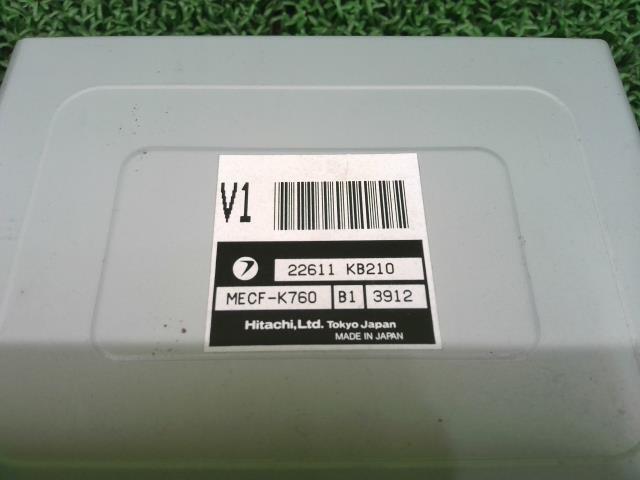 V1
22611 KB210
MECF-K760 B1 3912
Hitachi,Ltd. Tokyo Japan
MADE IN JAPAN